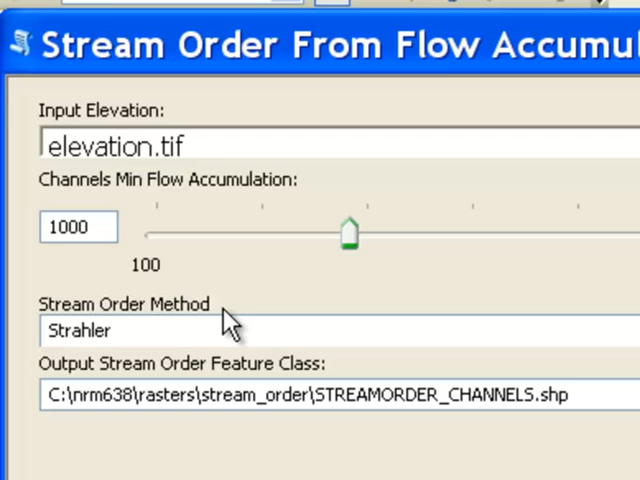 Stream Order From Flow Accumul
Input Elevation:
elevation.tif
Channels Min Flow Accumulation:
1000
100
Stream Order Method
Strahler
Output Stream Order Feature Class:
C:\nrm638\rasters\stream_order\STREAMORDER_CHANNELS.shp